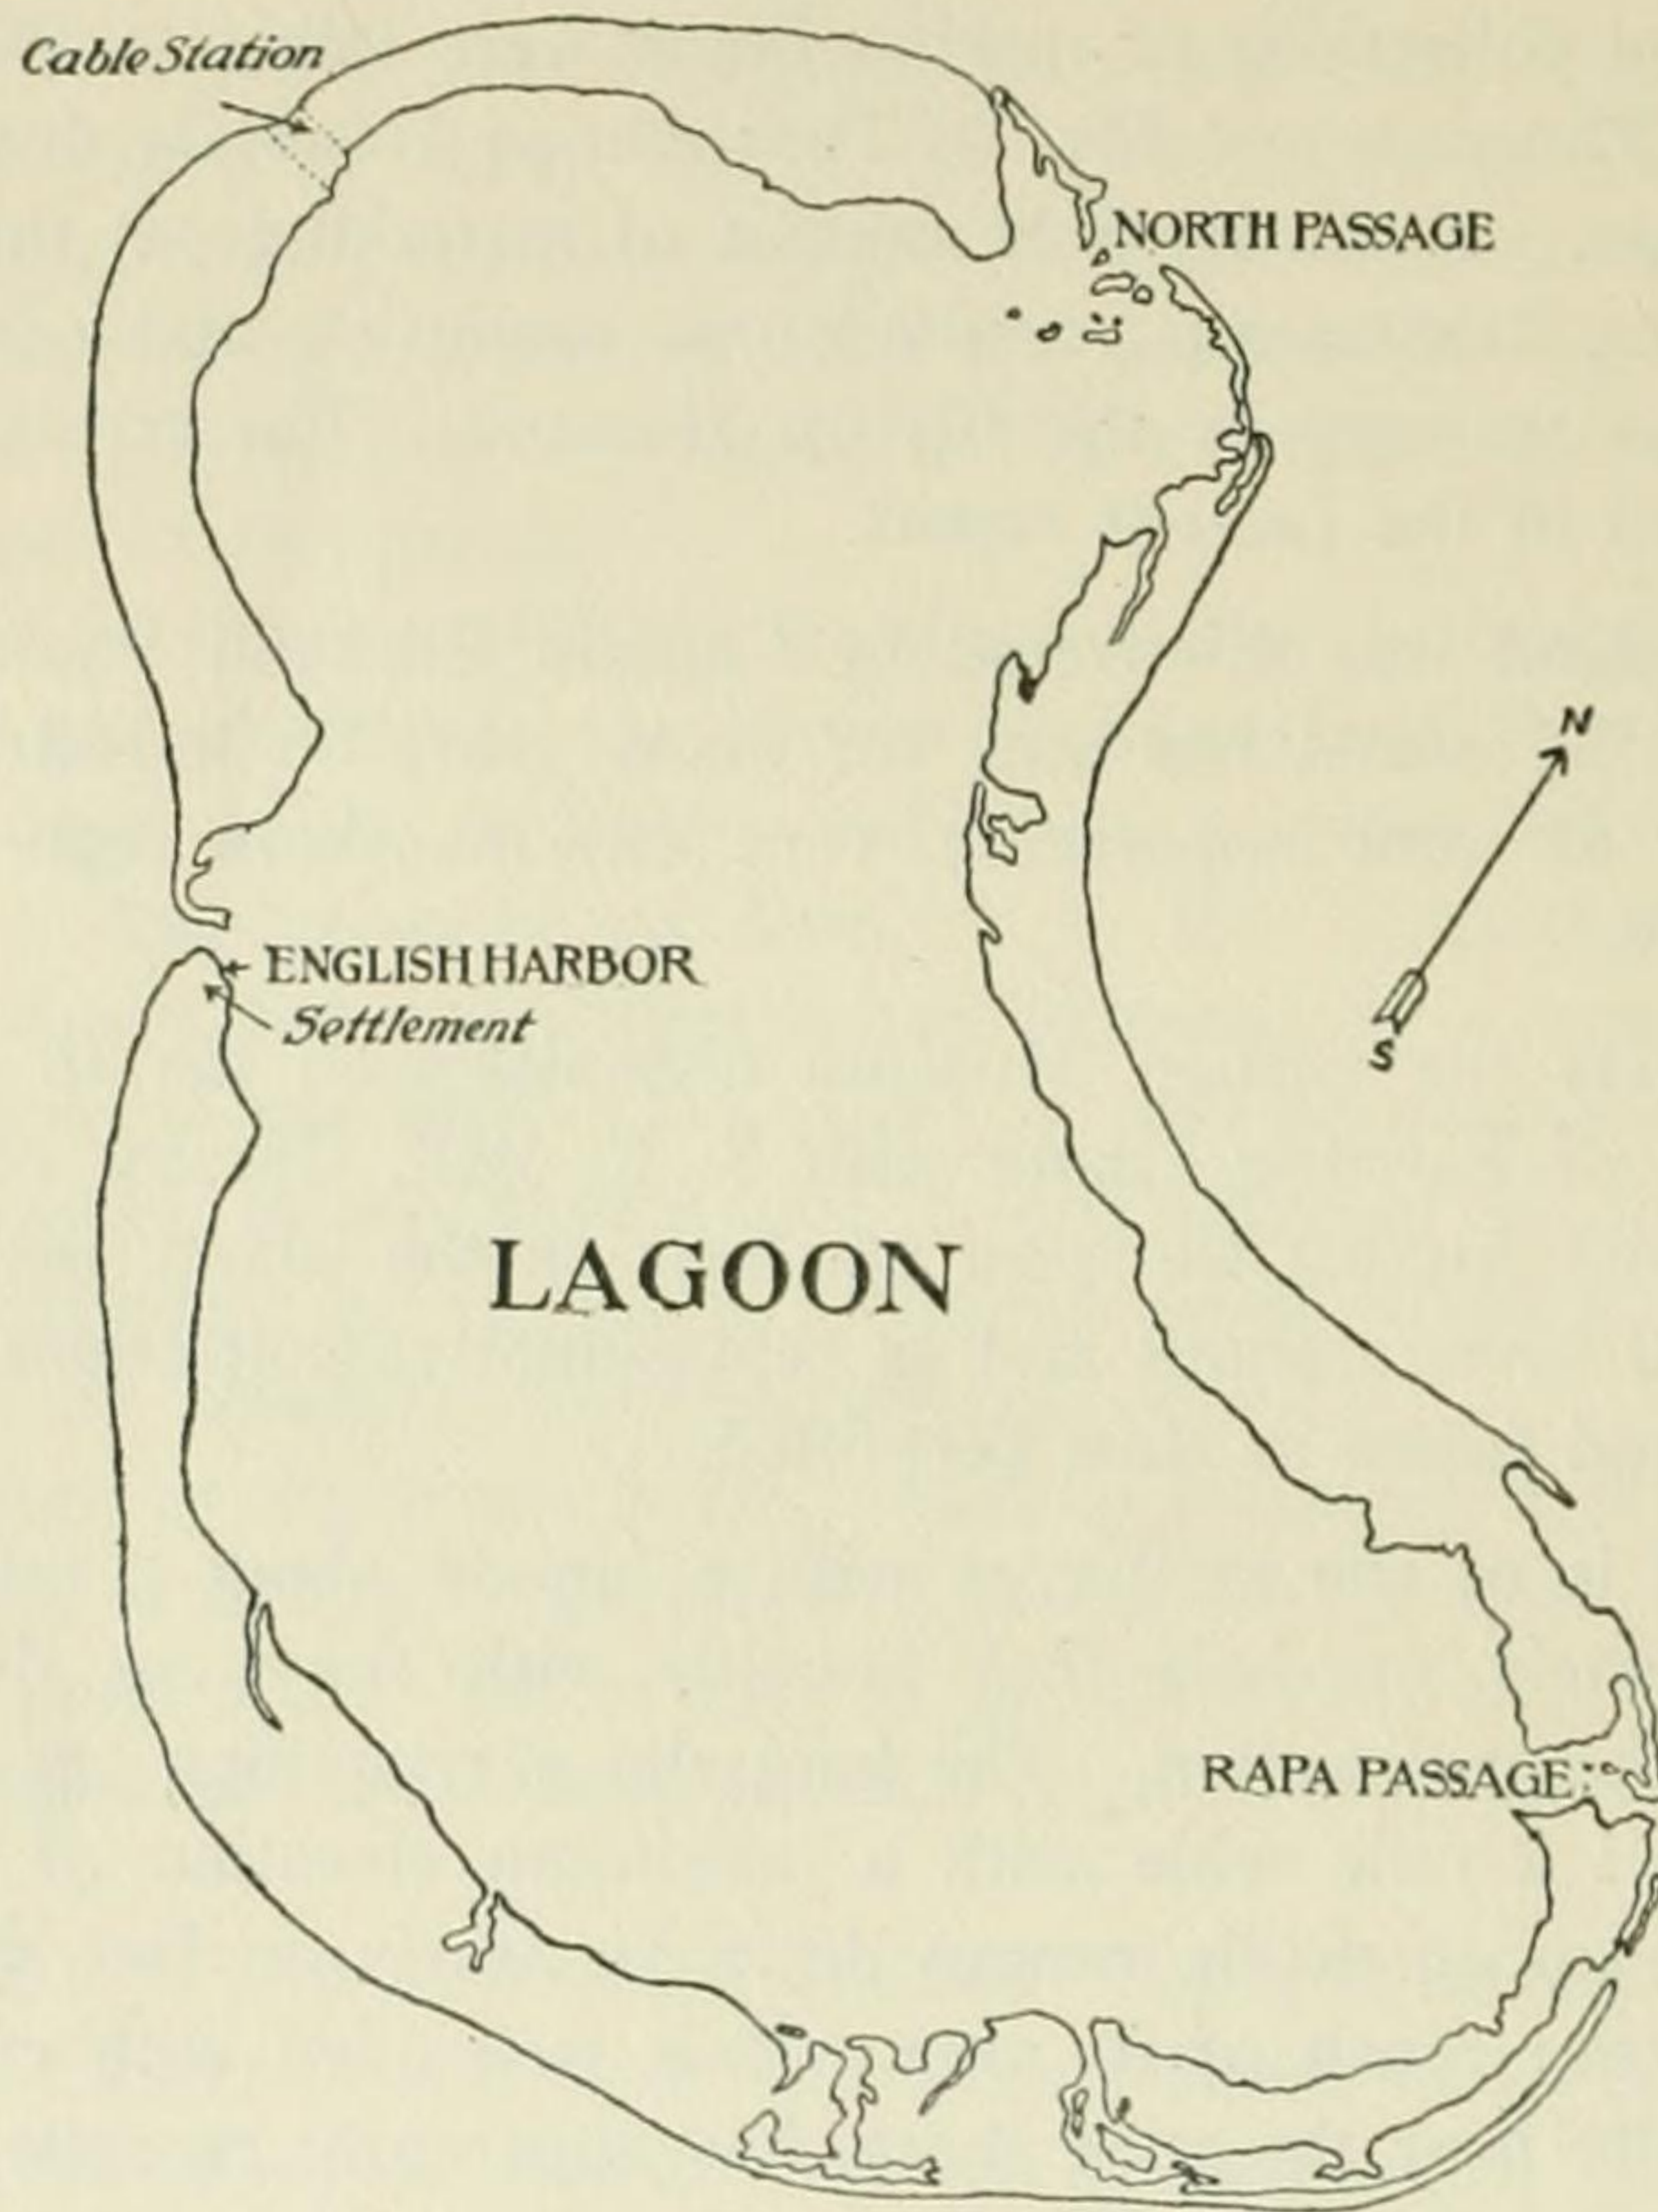 Cable Station
NORTH PASSAGE
N
S
ENGLISH HARBOR
Settlement
LAGOON
RAPA PASSAGE